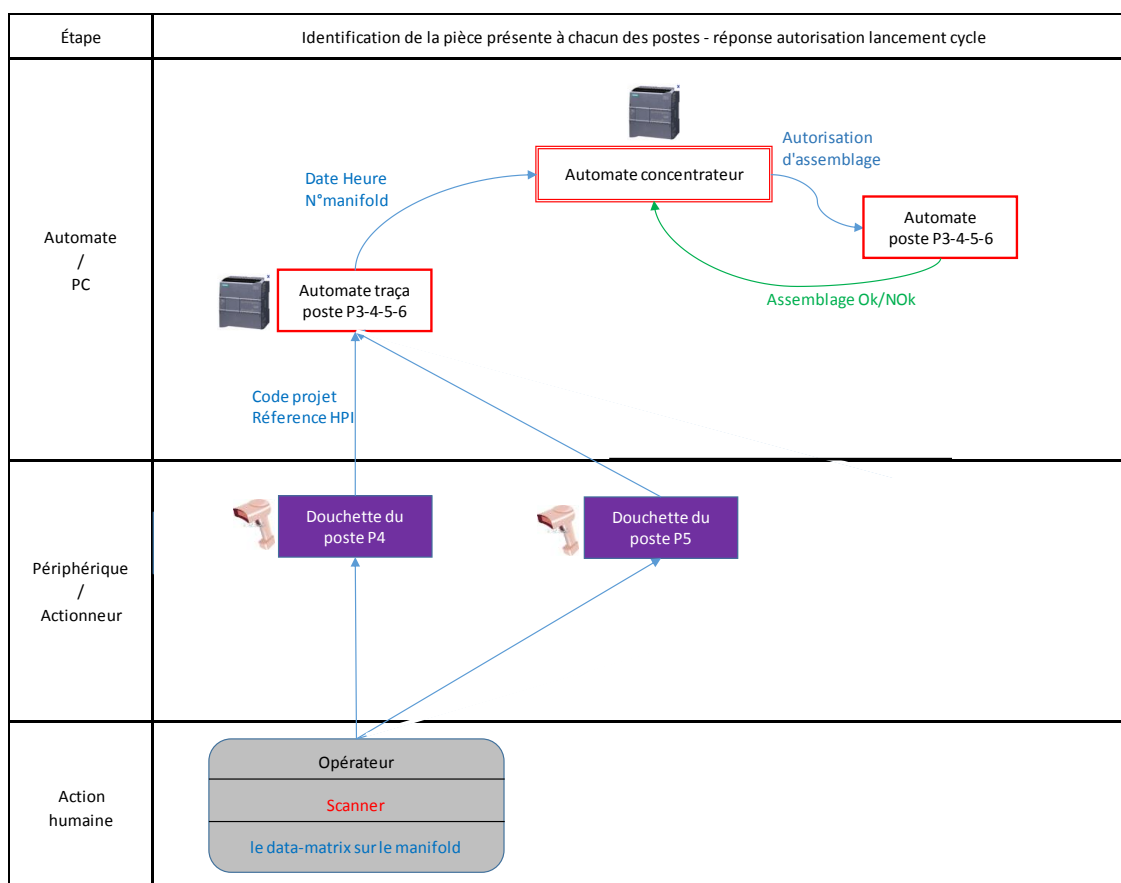 Étape
Identification de la pièce présente à chacun des postes - réponse autorisation lancement cycle
Automate
/
PC
Date Heure
N°manifold
Automate concentrateur
Autorisation
d'assemblage
Automate
poste P3-4-5-6
Assemblage Ok/NOk
Automate traça
poste P3-4-5-6
Code projet
Réference HPI
Périphérique
/
Actionneur
Douchette du
poste P4
Douchette du
poste P5
Action
humaine
Opérateur
Scanner
le data-matrix sur le manifold